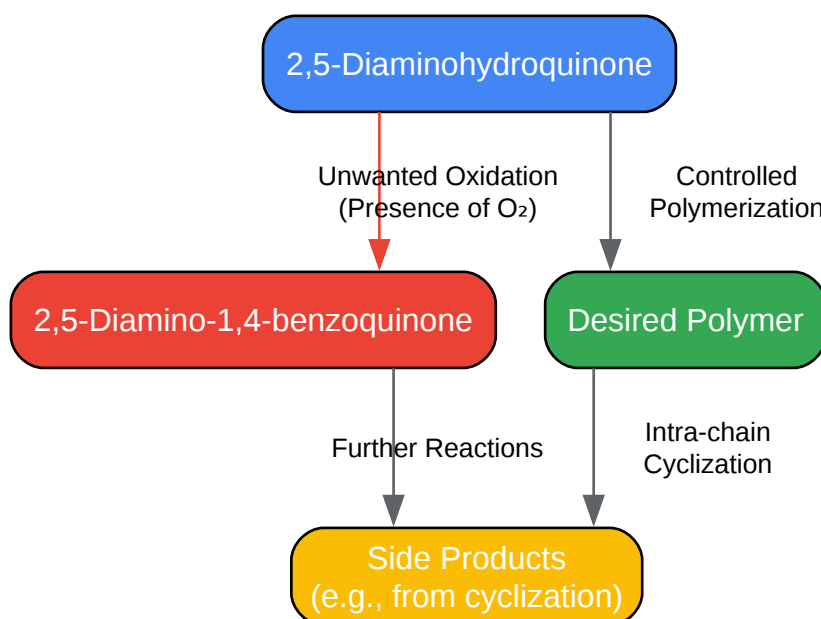 2,5-Diaminohydroquinone
Unwanted Oxidation
(Presence of O₂)
Controlled
Polymerization
2,5-Diamino-1,4-benzoquinone
Desired Polymer
Further Reactions
Intra-chain
Cyclization
Side Products
(e.g., from cyclization)